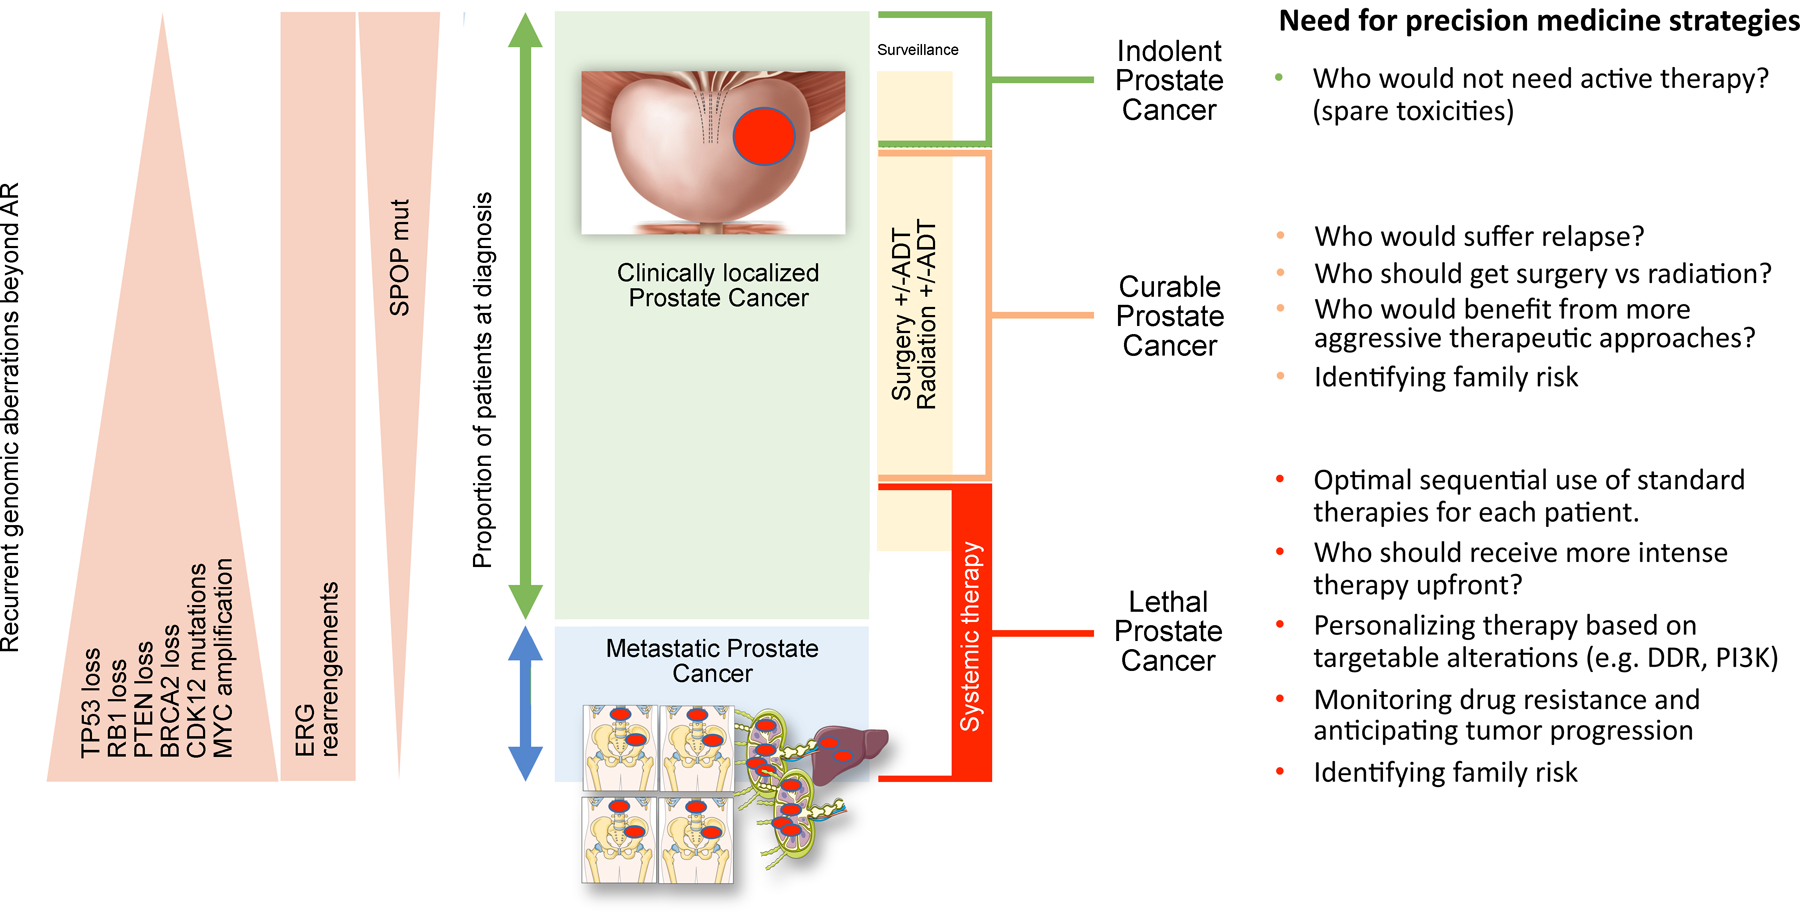 Recurrent genomic aberrations beyond AR
TP53 loss
RB1 loss
PTEN loss
BRCA2 loss
CDK12 mutations
MYC amplification
ERG
rearrengements
SPOP mut
Proportion of patients at diagnosis
Clinically localized
Prostate Cancer
Metastatic Prostate
Cancer
Surveillance
Surgery +/-ADT
Radiation +/-ADT
Systemic therapy
Indolent
Prostate
Cancer
Curable
Prostate
Cancer
Lethal
Prostate
Cancer
Need for precision medicine strategies
• Who would not need active therapy?
(spare toxicities)
• Who would suffer relapse?
• Who should get surgery vs radiation?
• Who would benefit from more
aggressive therapeutic approaches?
• Identifying family risk
• Optimal sequential use of standard
therapies for each patient.
• Who should receive more intense
therapy upfront?
• Personalizing therapy based on
targetable alterations (e.g. DDR, PI3K)
• Monitoring drug resistance and
anticipating tumor progression
• Identifying family risk